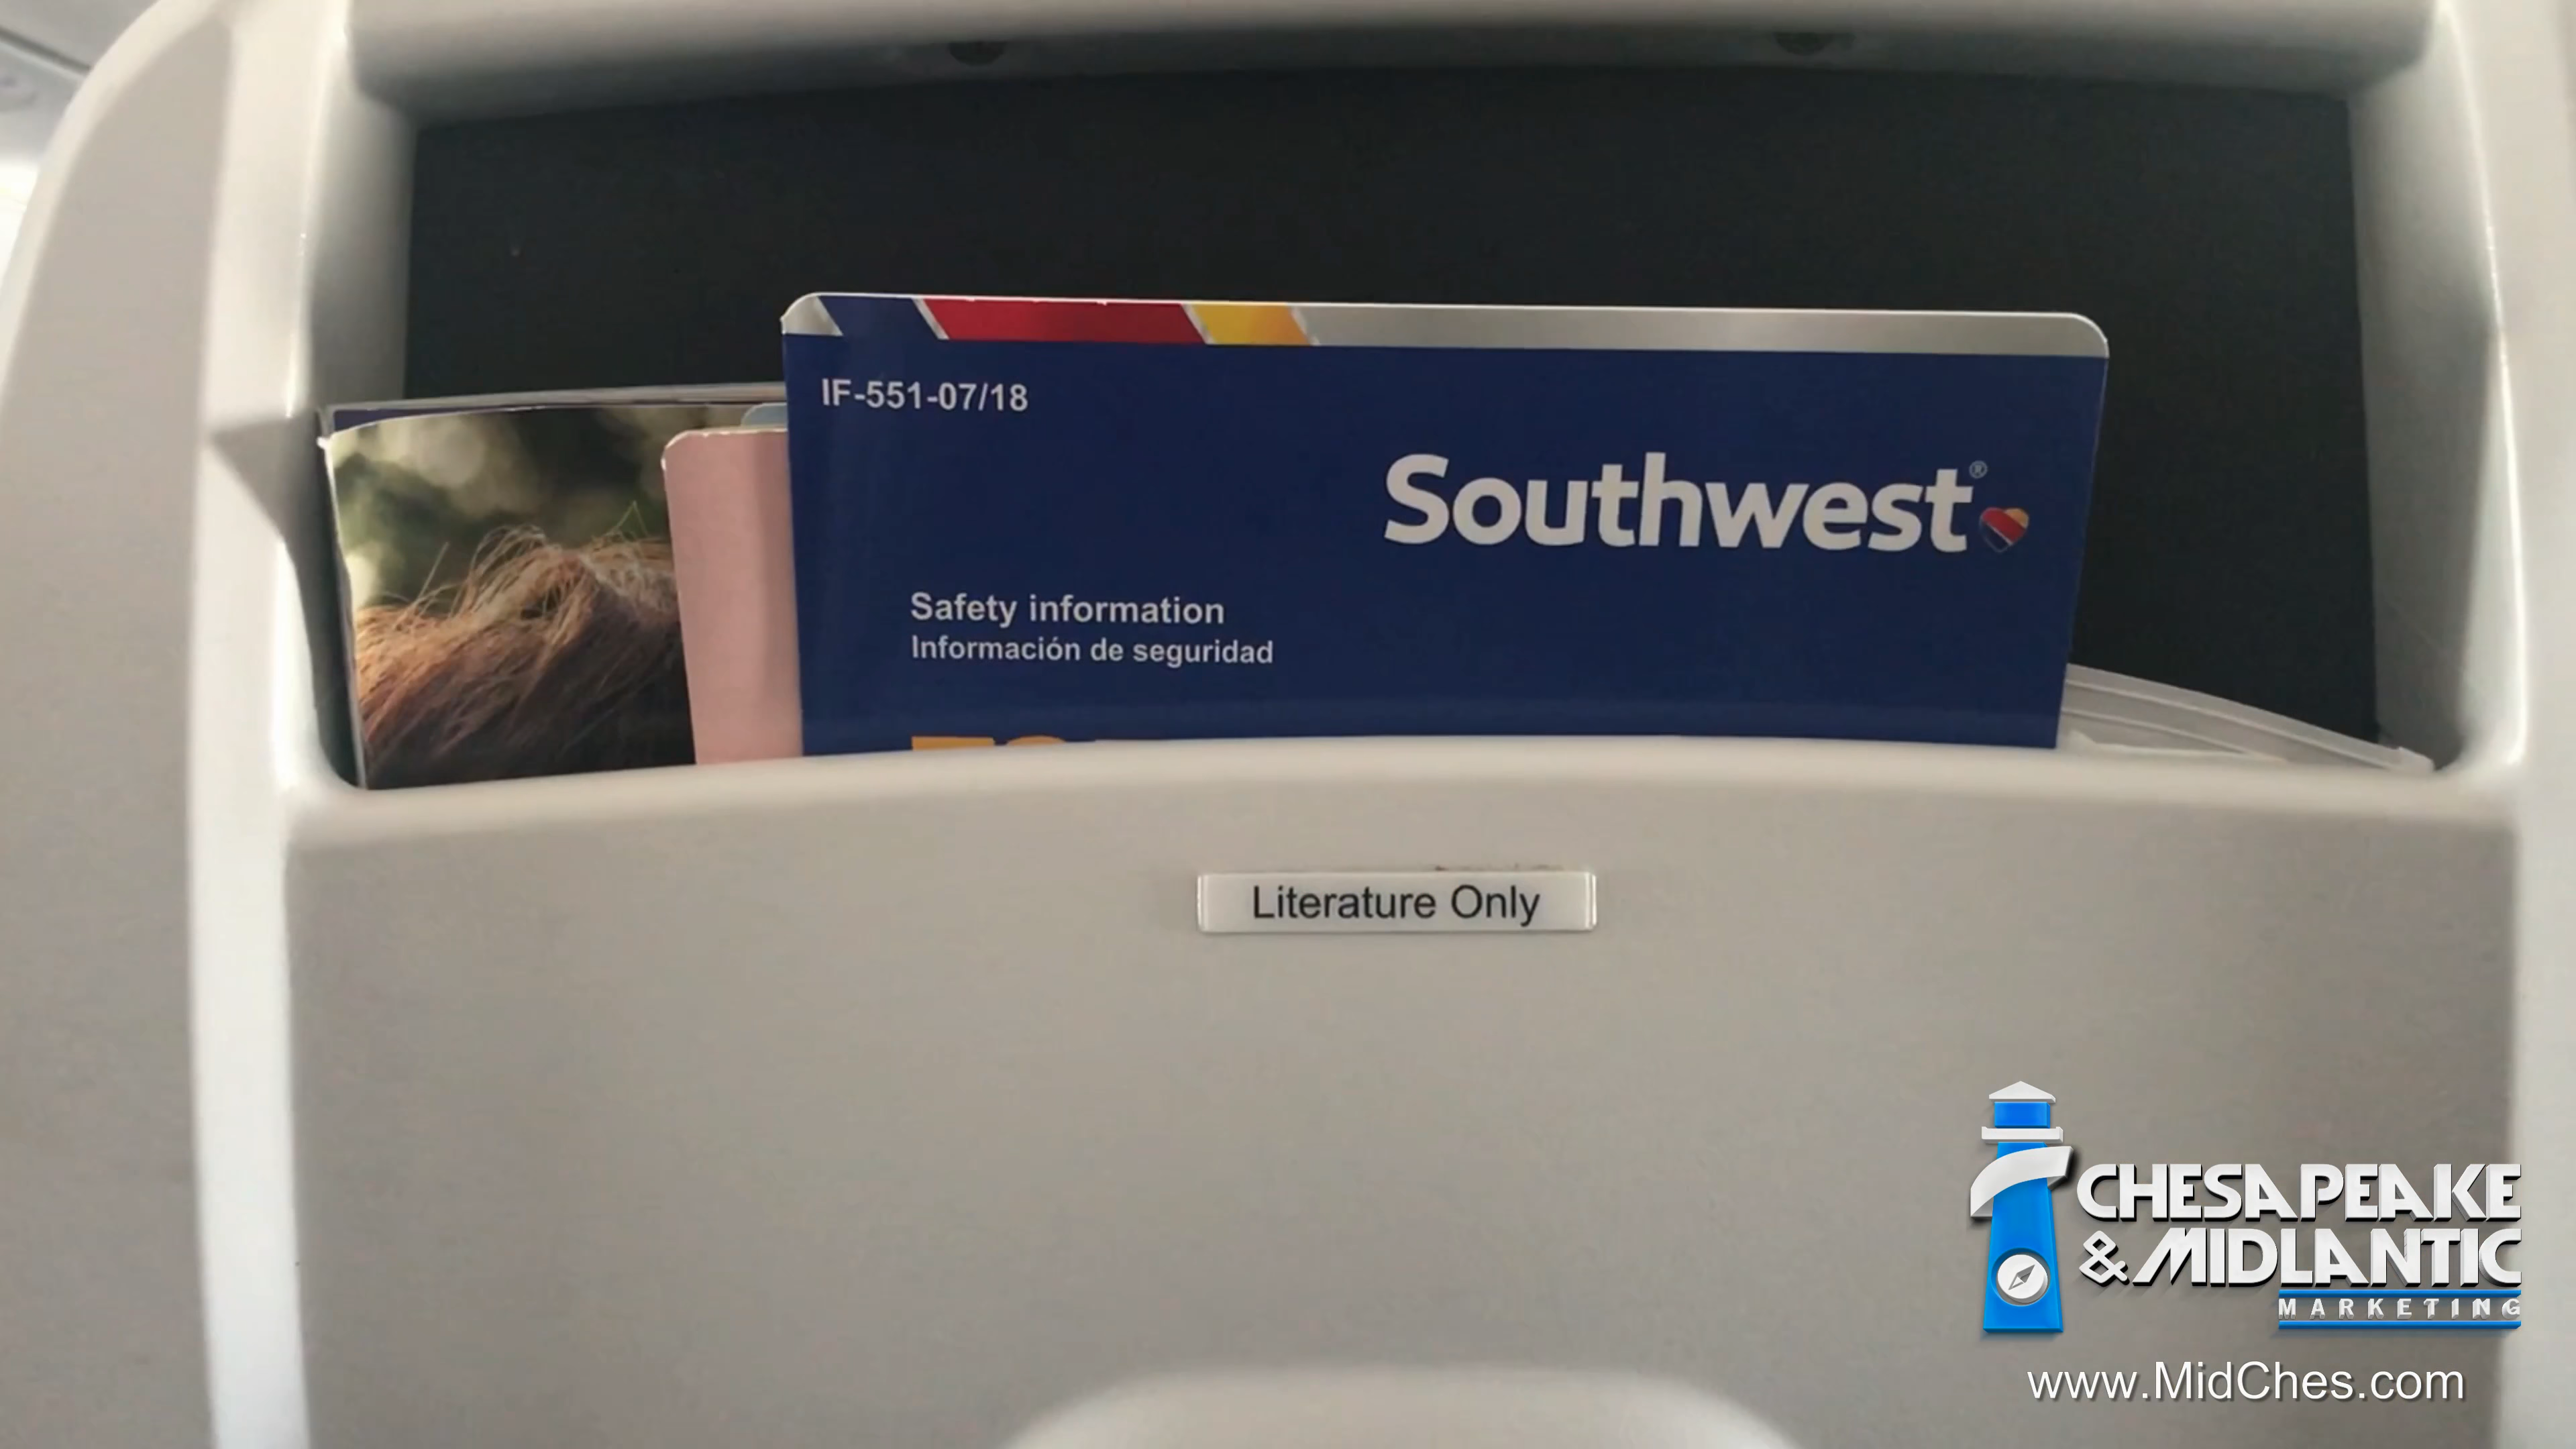 IF-551-07/18
Southwest®
Safety information
Información de seguridad
Literature Only
CHESAPEAKE
& MIDLANTIC
MARKETING
www.MidChes.com